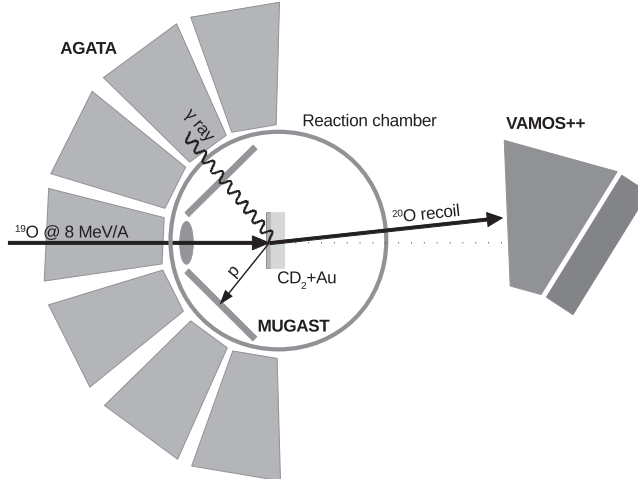 AGATA
γ ray
Reaction chamber
VAMOS++
¹⁹O @ 8 MeV/A
²⁰O recoil
p
CD₂+Au
MUGAST